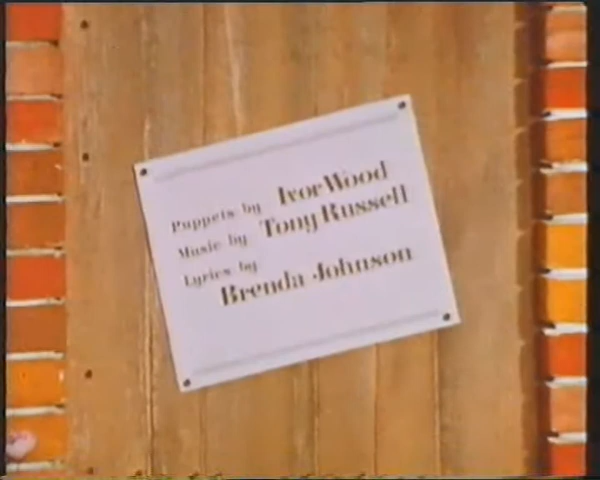 Puppets by Ivor Wood
Music by Tony Russell
Lyrics by
Brenda Johnson